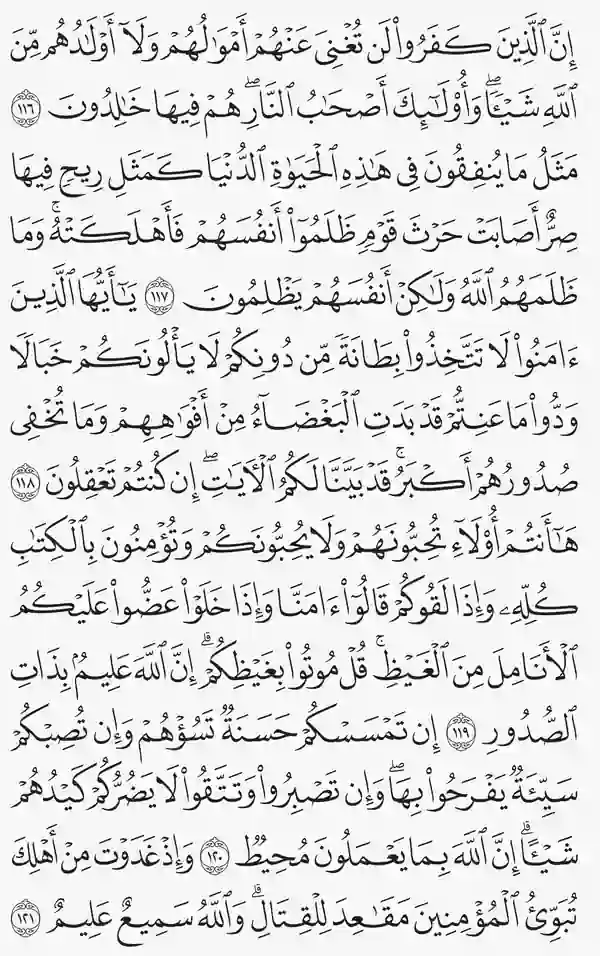 إِنَّ ٱلَّذِينَ كَفَرُواْ لَن تُغۡنِيَ عَنۡهُمۡ أَمۡوَٰلُهُمۡ وَلَآ أَوۡلَٰدُهُم مِّنَ
ٱللَّهِ شَيۡـٔٗاۖ وَأُوْلَٰٓئِكَ أَصۡحَٰبُ ٱلنَّارِۖ هُمۡ فِيهَا خَٰلِدُونَ ١١٦
مَثَلُ مَا يُنفِقُونَ فِي هَٰذِهِ ٱلۡحَيَوٰةِ ٱلدُّنۡيَا كَمَثَلِ رِيحٖ فِيهَا
صِرٌّ أَصَابَتۡ حَرۡثَ قَوۡمٖ ظَلَمُوٓاْ أَنفُسَهُمۡ فَأَهۡلَكَتۡهُۚ وَمَا
ظَلَمَهُمُ ٱللَّهُ وَلَٰكِنۡ أَنفُسَهُمۡ يَظۡلِمُونَ ١١٧ يَٰٓأَيُّهَا ٱلَّذِينَ
ءَامَنُواْ لَا تَتَّخِذُواْ بِطَانَةٗ مِّن دُونِكُمۡ لَا يَأۡلُونَكُمۡ خَبَالٗا
وَدُّواْ مَا عَنِتُّمۡ قَدۡ بَدَتِ ٱلۡبَغۡضَآءُ مِنۡ أَفۡوَٰهِهِمۡ وَمَا تُخۡفِي
صُدُورُهُمۡ أَكۡبَرُۚ قَدۡ بَيَّنَّا لَكُمُ ٱلۡأٓيَٰتِۖ إِن كُنتُمۡ تَعۡقِلُونَ ١١٨
هَٰٓأَنتُمۡ أُوْلَآءِ تُحِبُّونَهُمۡ وَلَا يُحِبُّونَكُمۡ وَتُؤۡمِنُونَ بِٱلۡكِتَٰبِ
كُلِّهِۦ وَإِذَا لَقُوكُمۡ قَالُوٓاْ ءَامَنَّا وَإِذَا خَلَوۡاْ عَضُّواْ عَلَيۡكُمُ
ٱلۡأَنَامِلَ مِنَ ٱلۡغَيۡظِۚ قُلۡ مُوتُواْ بِغَيۡظِكُمۡۗ إِنَّ ٱللَّهَ عَلِيمُۢ بِذَاتِ
ٱلصُّدُورِ ١١٩ إِن تَمۡسَسۡكُمۡ حَسَنَةٞ تَسُؤۡهُمۡ وَإِن تُصِبۡكُمۡ
سَيِّئَةٞ يَفۡرَحُواْ بِهَاۖ وَإِن تَصۡبِرُواْ وَتَتَّقُواْ لَا يَضُرُّكُمۡ كَيۡدُهُمۡ
شَيۡـًٔاۗ إِنَّ ٱللَّهَ بِمَا يَعۡمَلُونَ مُحِيطٞ ١٢٠ وَإِذۡ غَدَوۡتَ مِنۡ أَهۡلِكَ
تُبَوِّئُ ٱلۡمُؤۡمِنِينَ مَقَٰعِدَ لِلۡقِتَالِۗ وَٱللَّهُ سَمِيعٌ عَلِيمٌ ١٢١